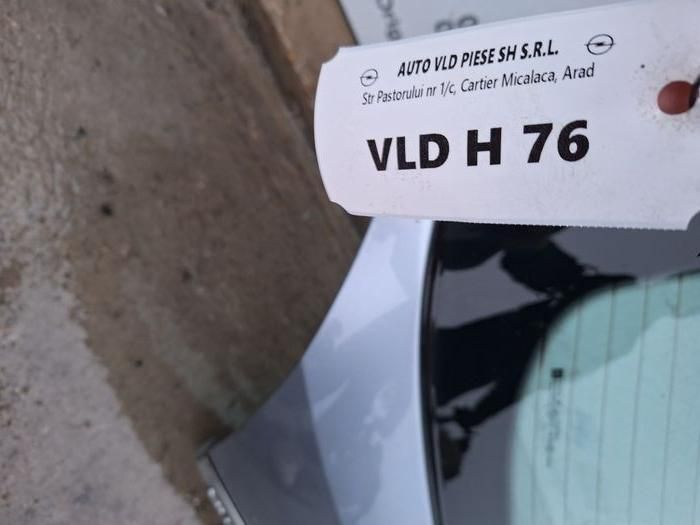 AUTO VLD PIESE SH S.R.L.
Str Pastorului nr 1/c, Cartier Micalaca, Arad
VLD H 76